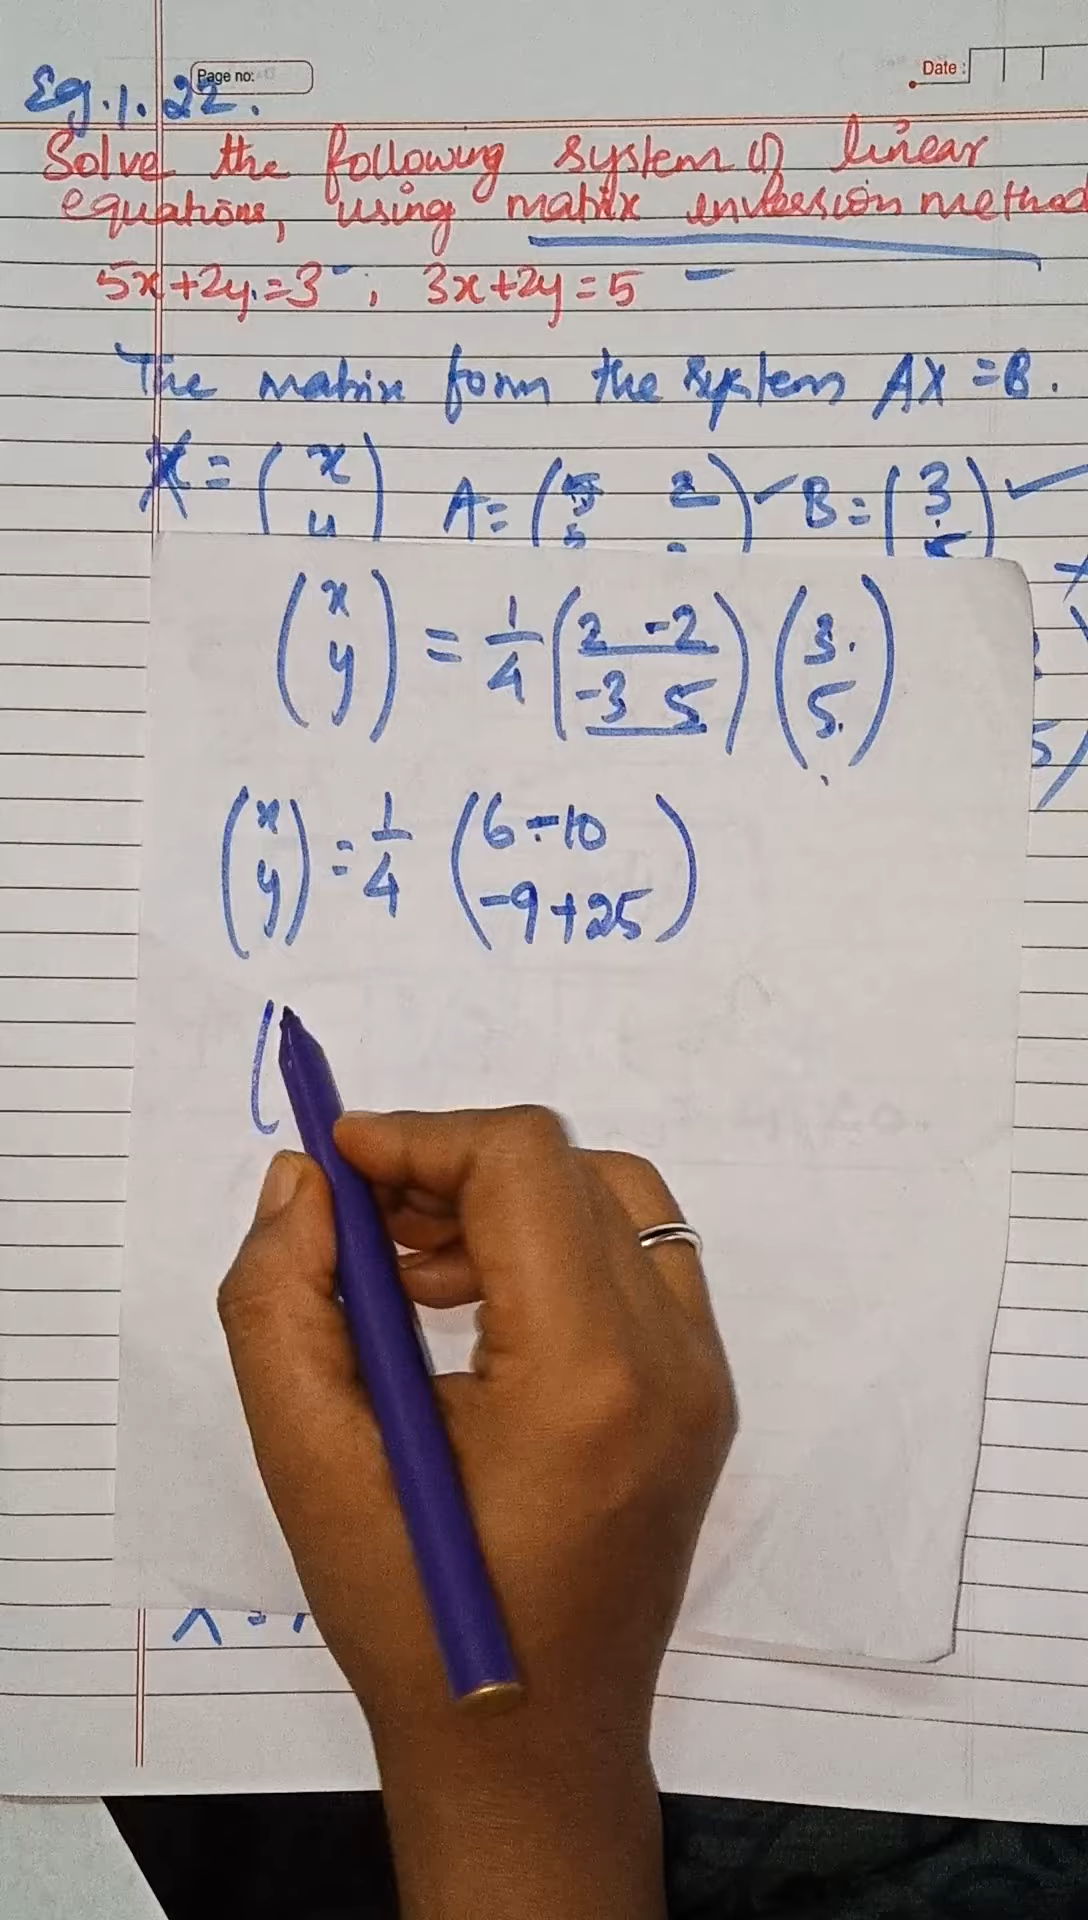 Page no:
Date :
Eg.1.22.
Solve the following system of linear
equations, using matrix inversion method
5x+2y=3 ; 3x+2y=5
The matrix form the system AX=B.
X = ( x y ) A = ( 5 2 ) B = ( 3 5 )
( x y ) = 1/4 ( 2 -2 -3 5 ) ( 3. 5. )
( x y ) = 1/4 ( 6-10 -9+25 )
(